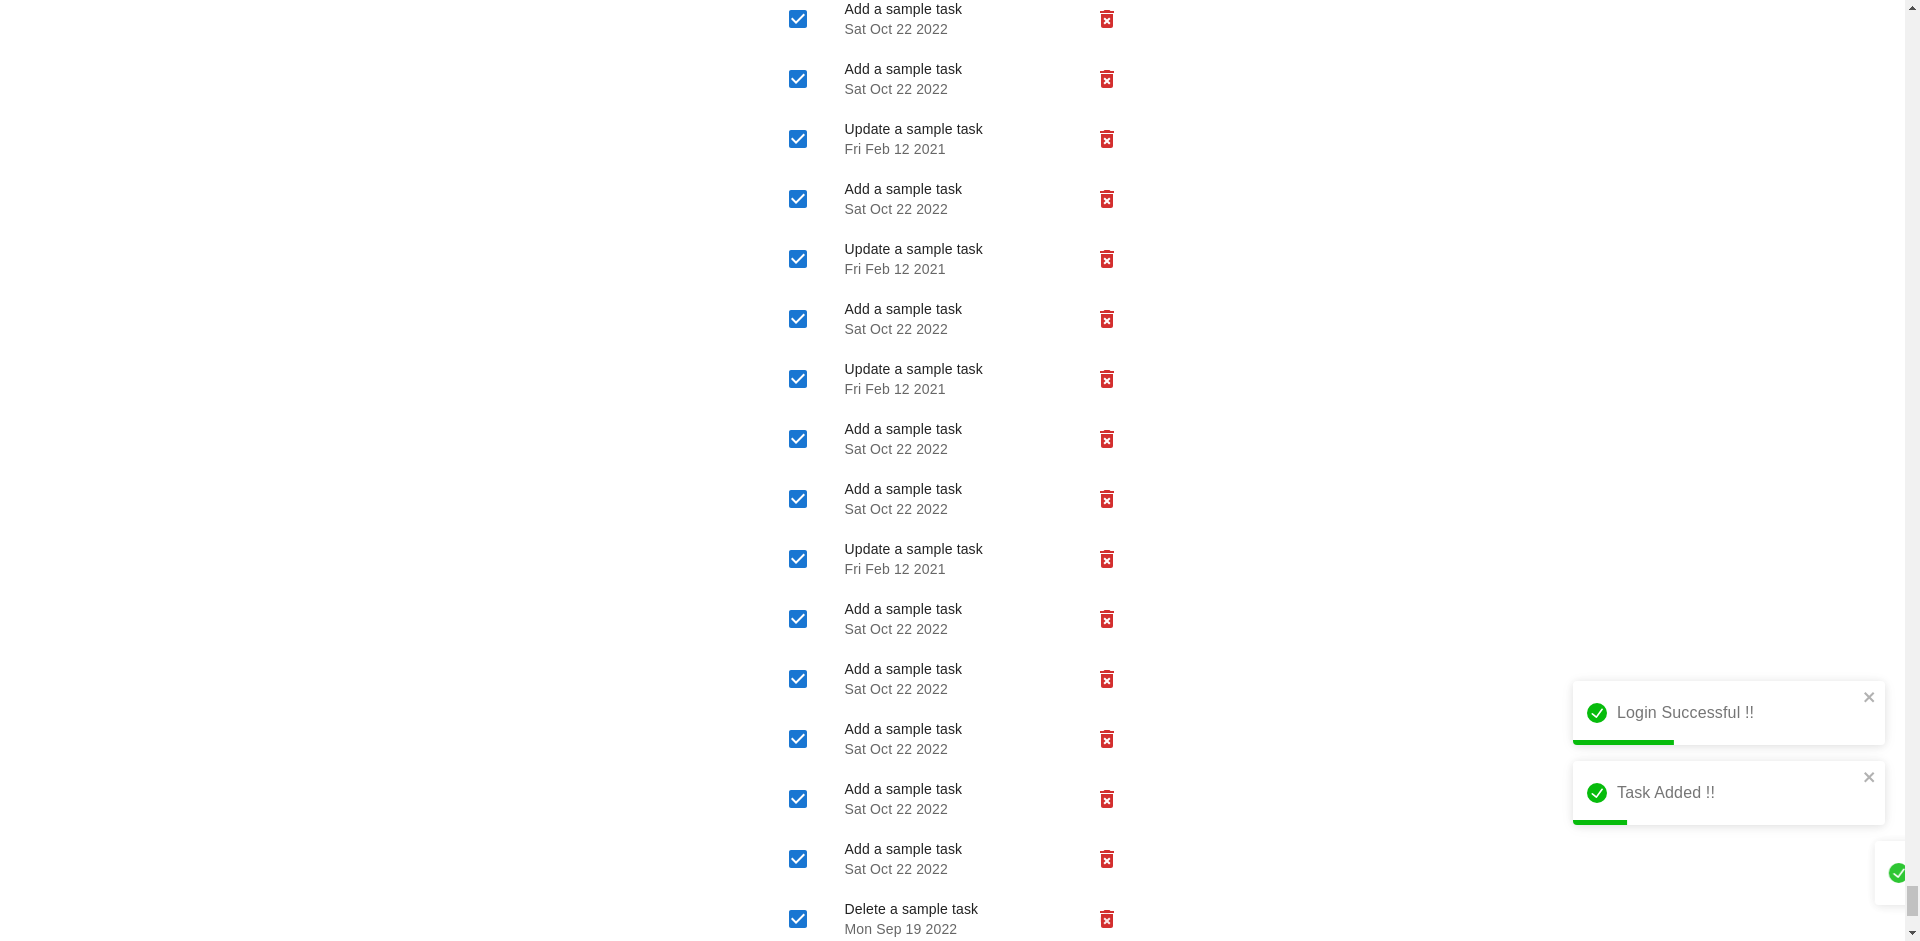 Add a sample task
Sat Oct 22 2022
Add a sample task
Sat Oct 22 2022
Update a sample task
Fri Feb 12 2021
Add a sample task
Sat Oct 22 2022
Update a sample task
Fri Feb 12 2021
Add a sample task
Sat Oct 22 2022
Update a sample task
Fri Feb 12 2021
Add a sample task
Sat Oct 22 2022
Add a sample task
Sat Oct 22 2022
Update a sample task
Fri Feb 12 2021
Add a sample task
Sat Oct 22 2022
Add a sample task
Sat Oct 22 2022
Add a sample task
Sat Oct 22 2022
Add a sample task
Sat Oct 22 2022
Add a sample task
Sat Oct 22 2022
Delete a sample task
Mon Sep 19 2022
Login Successful !!
Task Added !!